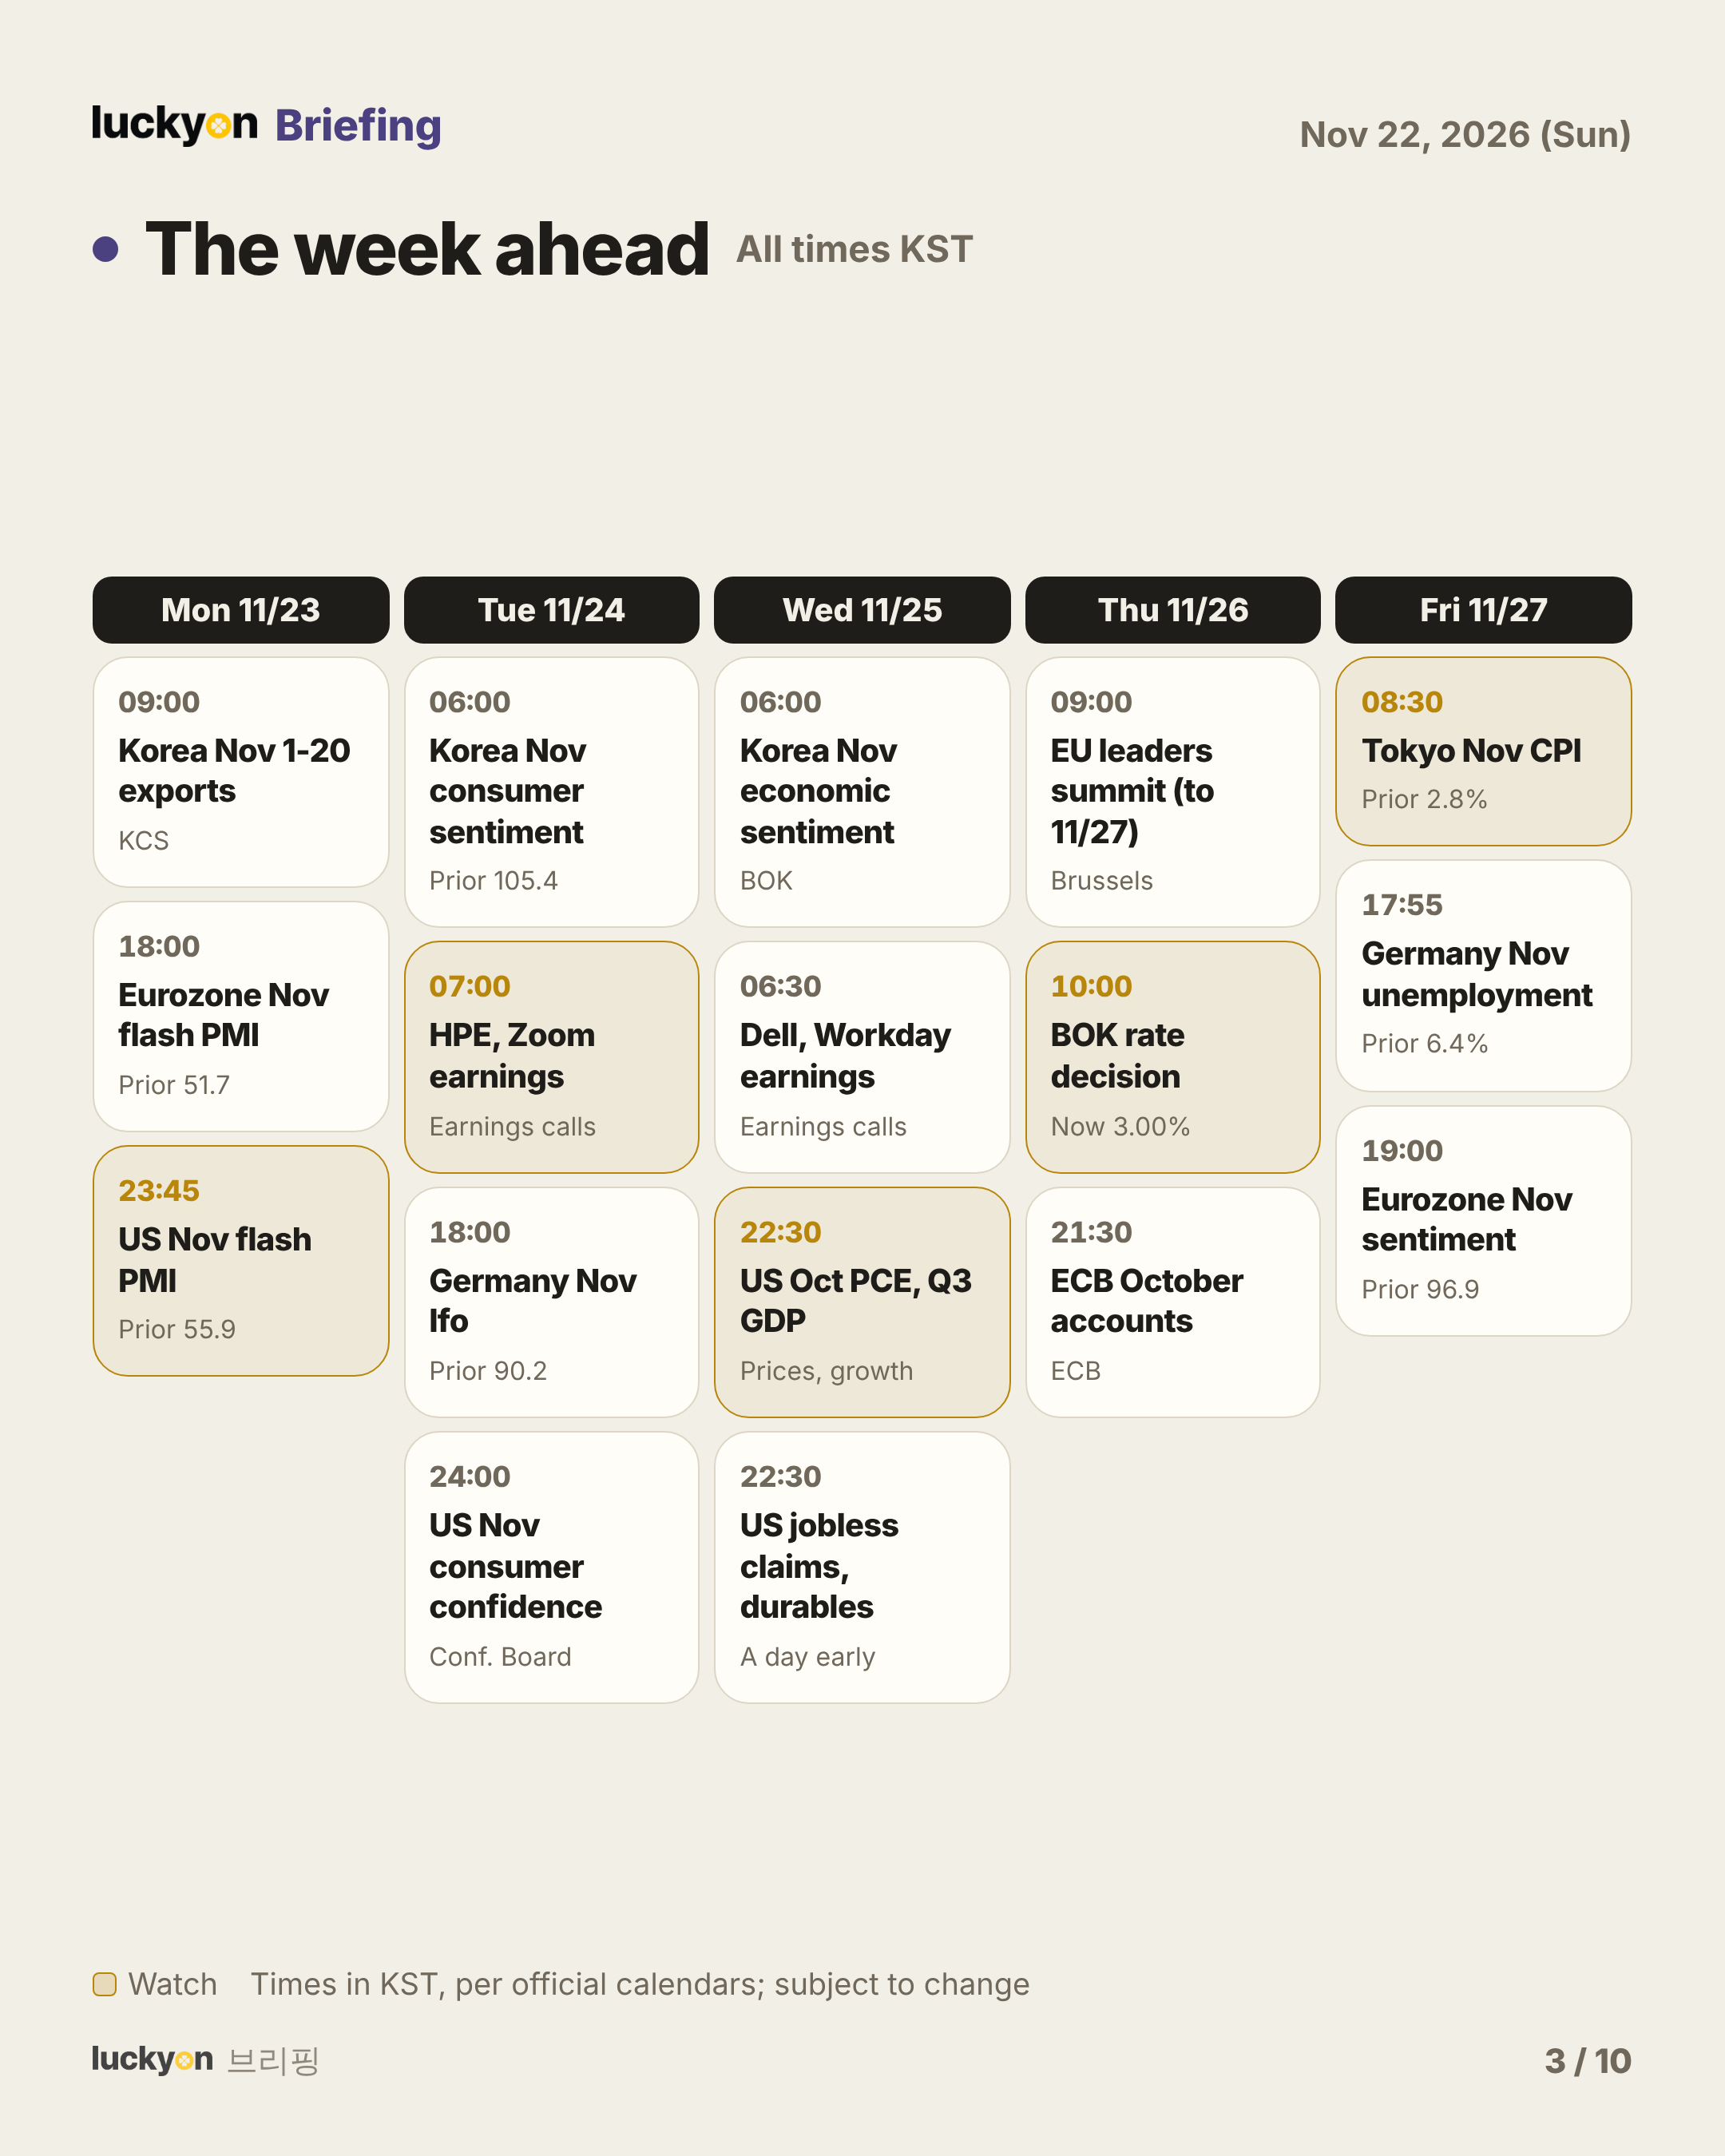 luckyon Briefing
Nov 22, 2026 (Sun)
The week ahead All times KST
Mon 11/23
09:00
Korea Nov 1-20
exports
KCS
18:00
Eurozone Nov
flash PMI
Prior 51.7
23:45
US Nov flash
PMI
Prior 55.9
Tue 11/24
06:00
Korea Nov
consumer
sentiment
Prior 105.4
07:00
HPE, Zoom
earnings
Earnings calls
18:00
Germany Nov
Ifo
Prior 90.2
24:00
US Nov
consumer
confidence
Conf. Board
Wed 11/25
06:00
Korea Nov
economic
sentiment
BOK
06:30
Dell, Workday
earnings
Earnings calls
22:30
US Oct PCE, Q3
GDP
Prices, growth
22:30
US jobless
claims,
durables
A day early
Thu 11/26
09:00
EU leaders
summit (to
11/27)
Brussels
10:00
BOK rate
decision
Now 3.00%
21:30
ECB October
accounts
ECB
Fri 11/27
08:30
Tokyo Nov CPI
Prior 2.8%
17:55
Germany Nov
unemployment
Prior 6.4%
19:00
Eurozone Nov
sentiment
Prior 96.9
Watch Times in KST, per official calendars; subject to change
luckyon 브리핑
3 / 10